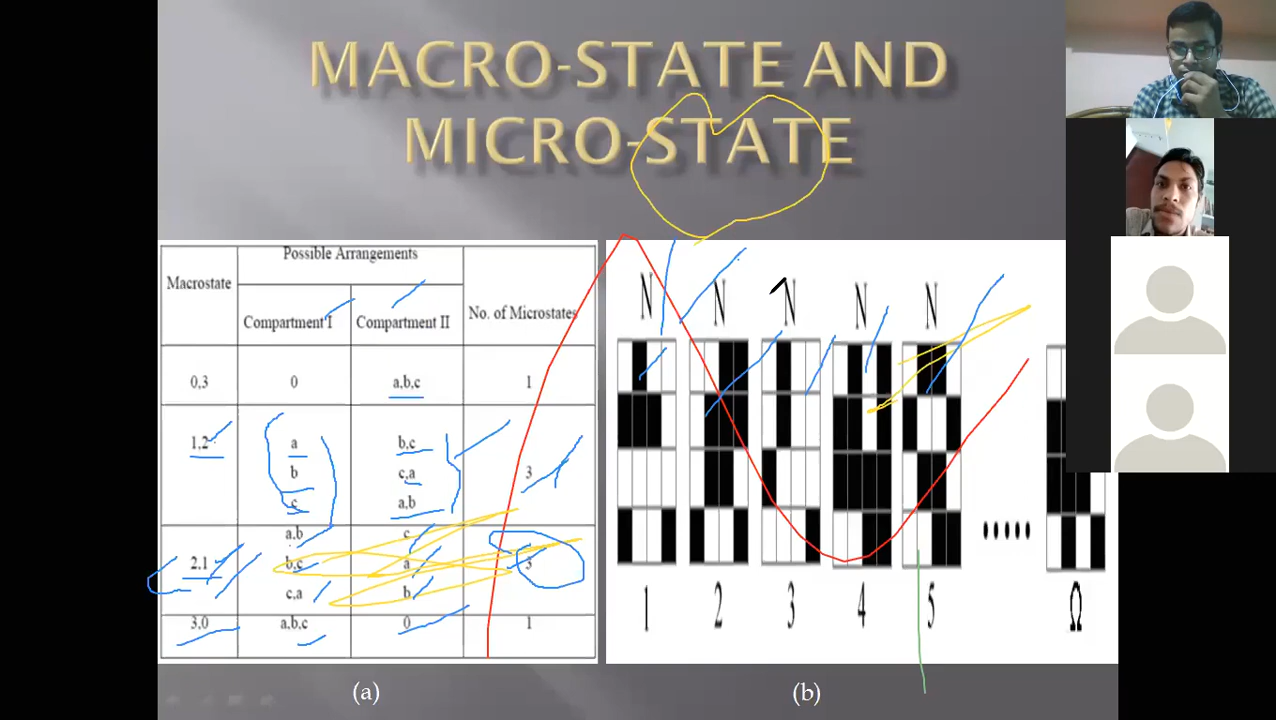 MACRO-STATE AND
MICRO-STATE
Macrostate
Possible Arrangements
No. of Microstates
Compartment I
Compartment II
0,3
0
a,b,c
1
1,2
a
b,c
b
c,a
3
c
a,b
a,b
c
2,1
b,c
a
3
c,a
b
3,0
a,b,c
0
1
(a)
N
N
N
N
N
1
2
3
4
5
Ω
(b)